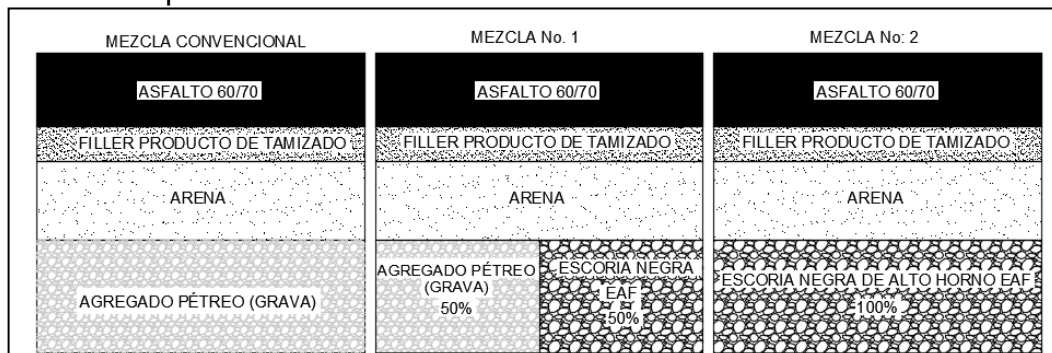 MEZCLA CONVENCIONAL
ASFALTO 60/70
FILLER PRODUCTO DE TAMIZADO
ARENA
AGREGADO PÉTREO (GRAVA)
MEZCLA No. 1
ASFALTO 60/70
FILLER PRODUCTO DE TAMIZADO
ARENA
AGREGADO PÉTREO
(GRAVA)
50%
ESCORIA NEGRA
EAF
50%
MEZCLA No: 2
ASFALTO 60/70
FILLER PRODUCTO DE TAMIZADO
ARENA
ESCORIA NEGRA DE ALTO HORNO EAF
100%